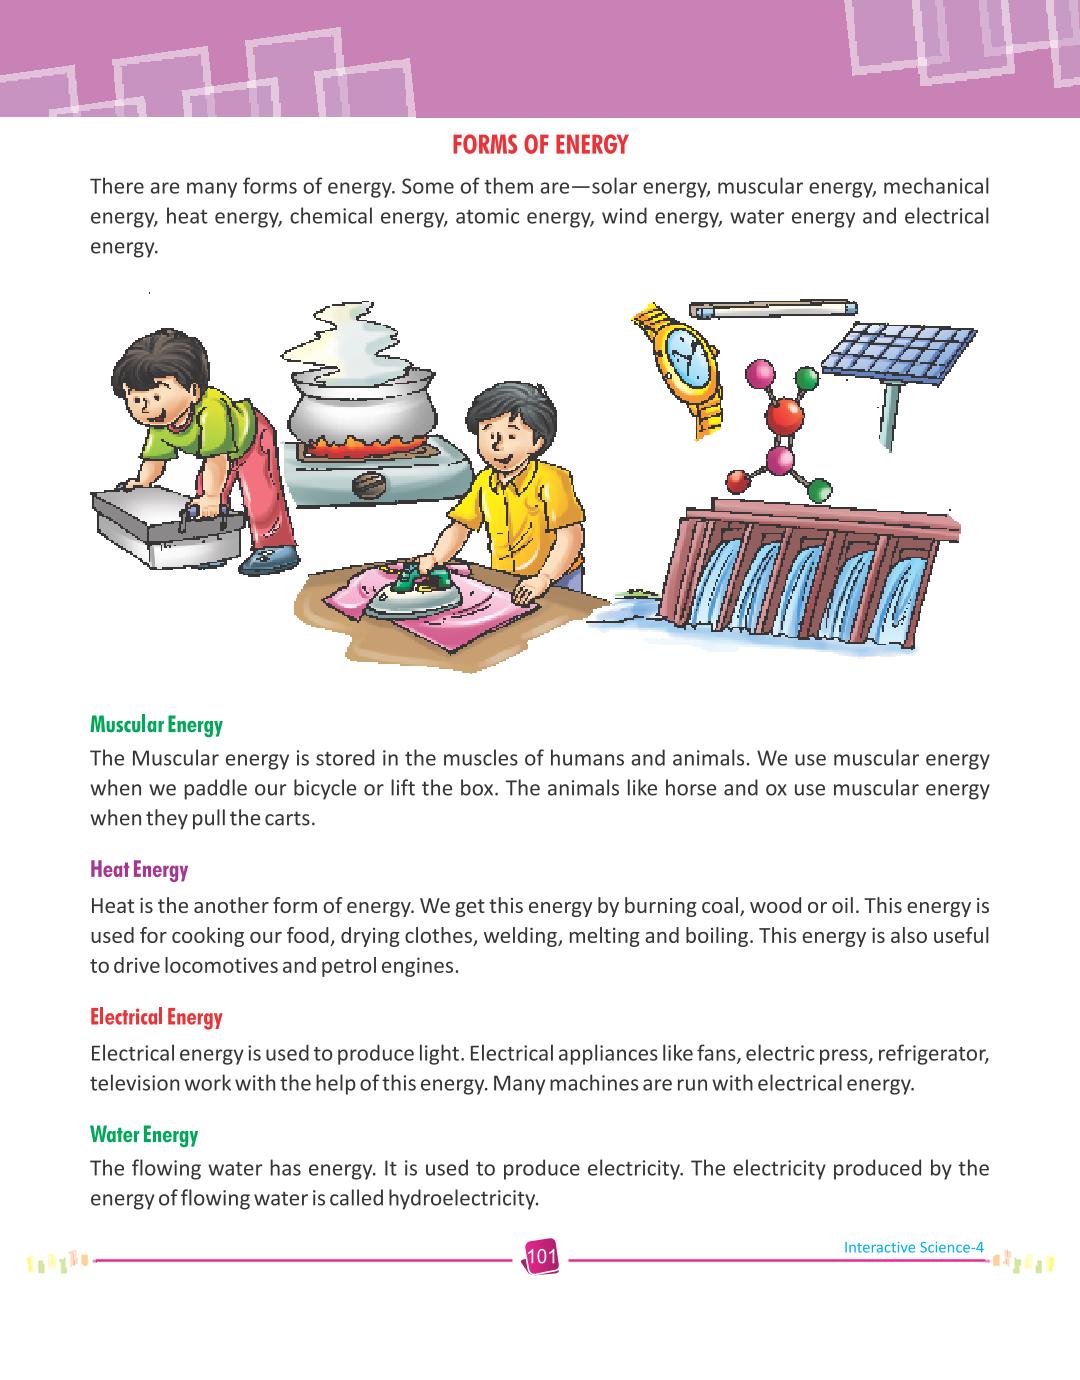 FORMS OF ENERGY
There are many forms of energy. Some of them are—solar energy, muscular energy, mechanical
energy, heat energy, chemical energy, atomic energy, wind energy, water energy and electrical
energy.
Muscular Energy
The Muscular energy is stored in the muscles of humans and animals. We use muscular energy
when we paddle our bicycle or lift the box. The animals like horse and ox use muscular energy
when they pull the carts.
Heat Energy
Heat is the another form of energy. We get this energy by burning coal, wood or oil. This energy is
used for cooking our food, drying clothes, welding, melting and boiling. This energy is also useful
to drive locomotives and petrol engines.
Electrical Energy
Electrical energy is used to produce light. Electrical appliances like fans, electric press, refrigerator,
television work with the help of this energy. Many machines are run with electrical energy.
Water Energy
The flowing water has energy. It is used to produce electricity. The electricity produced by the
energy of flowing water is called hydroelectricity.
101
Interactive Science-4